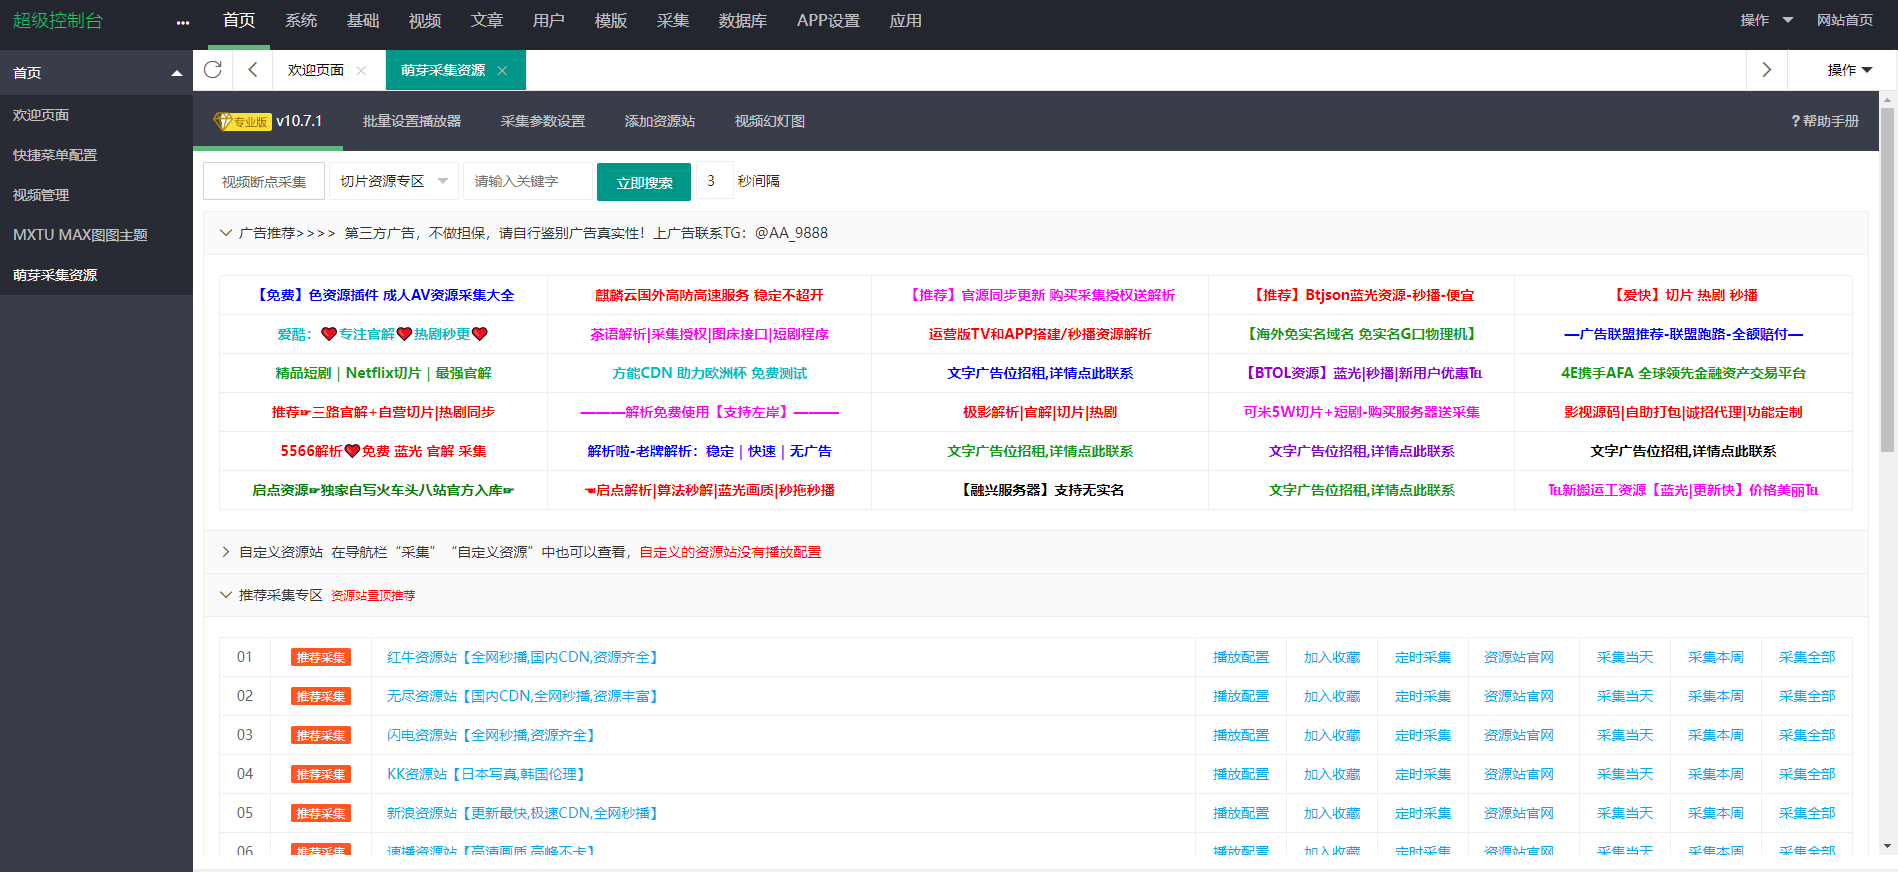 超级控制台 ••• 首页 系统 基础 视频 文章 用户 模版 采集 数据库 APP设置 应用 操作 网站首页
首页 欢迎页面 萌芽采集资源 操作
欢迎页面
快捷菜单配置
视频管理
MXTU MAX图图主题
萌芽采集资源
专业版 v10.7.1 批量设置播放器 采集参数设置 添加资源站 视频幻灯图 ? 帮助手册
视频断点采集 切片资源专区 请输入关键字 立即搜索 3 秒间隔
广告推荐>>>> 第三方广告，不做担保，请自行鉴别广告真实性！上广告联系TG：@AA_9888
【免费】色资源插件 成人AV资源采集大全 麒麟云国外高防高速服务 稳定不超开 【推荐】官源同步更新 购买采集授权送解析 【推荐】Btjson蓝光资源-秒播-便宜 【爱快】切片 热剧 秒播
爱酷：❤专注官解❤热剧秒更❤ 茶语解析|采集授权|图床接口|短剧程序 运营版TV和APP搭建/秒播资源解析 【海外免实名域名 免实名G口物理机】 —广告联盟推荐-联盟跑路-全额赔付—
精品短剧｜Netflix切片｜最强官解 方能CDN 助力欧洲杯 免费测试 文字广告位招租,详情点此联系 【BTOL资源】蓝光|秒播|新用户优惠℡ 4E携手AFA 全球领先金融资产交易平台
推荐☛三路官解+自营切片|热剧同步 ———解析免费使用【支持左岸】——— 极影解析|官解|切片|热剧 可米5W切片+短剧-购买服务器送采集 影视源码|自助打包|诚招代理|功能定制
5566解析❤免费 蓝光 官解 采集 解析啦-老牌解析：稳定｜快速｜无广告 文字广告位招租,详情点此联系 文字广告位招租,详情点此联系 文字广告位招租,详情点此联系
启点资源☛独家自写火车头八站官方入库☛ ☚启点解析|算法秒解|蓝光画质|秒拖秒播 【融兴服务器】支持无实名 文字广告位招租,详情点此联系 ℡新搬运工资源【蓝光|更新快】价格美丽℡
自定义资源站 在导航栏“采集”“自定义资源”中也可以查看，自定义的资源站没有播放配置
推荐采集专区 资源站置顶推荐
01 推荐采集 红牛资源站【全网秒播,国内CDN,资源齐全】 播放配置 加入收藏 定时采集 资源站官网 采集当天 采集本周 采集全部
02 推荐采集 无尽资源站【国内CDN,全网秒播,资源丰富】 播放配置 加入收藏 定时采集 资源站官网 采集当天 采集本周 采集全部
03 推荐采集 闪电资源站【全网秒播,资源齐全】 播放配置 加入收藏 定时采集 资源站官网 采集当天 采集本周 采集全部
04 推荐采集 KK资源站【日本写真,韩国伦理】 播放配置 加入收藏 定时采集 资源站官网 采集当天 采集本周 采集全部
05 推荐采集 新浪资源站【更新最快,极速CDN,全网秒播】 播放配置 加入收藏 定时采集 资源站官网 采集当天 采集本周 采集全部
06 推荐采集 速播资源站【高清画质,高峰不卡】 播放配置 加入收藏 定时采集 资源站官网 采集当天 采集本周 采集全部